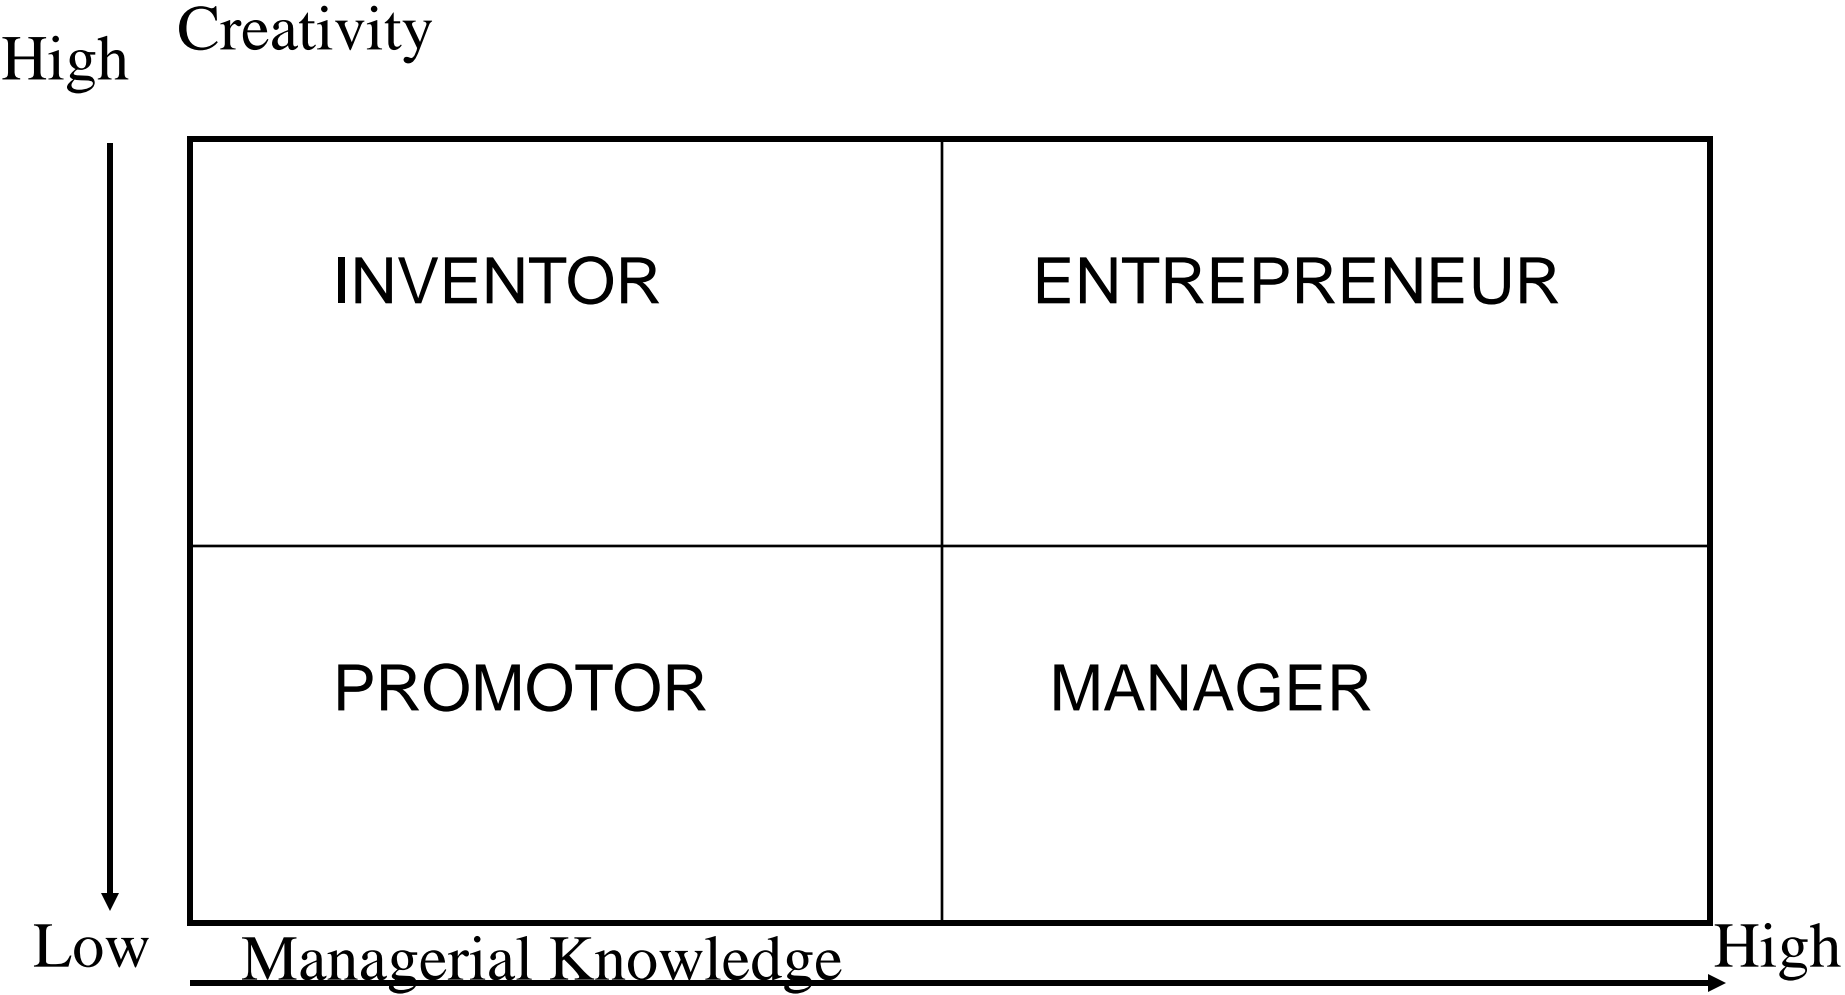 Creativity
High
INVENTOR
ENTREPRENEUR
PROMOTOR
MANAGER
Low
Managerial Knowledge
High